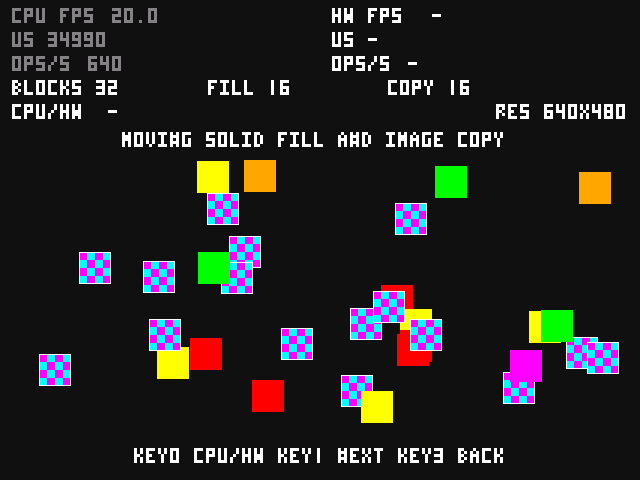 CPU FPS 20.0 HW FPS -
US 34990 US -
OPS/S 640 OPS/S -
BLOCKS 32 FILL 16 COPY 16
CPU/HW - RES 640X480
MOVING SOLID FILL AND IMAGE COPY
KEY0 CPU/HW KEY1 NEXT KEY3 BACK